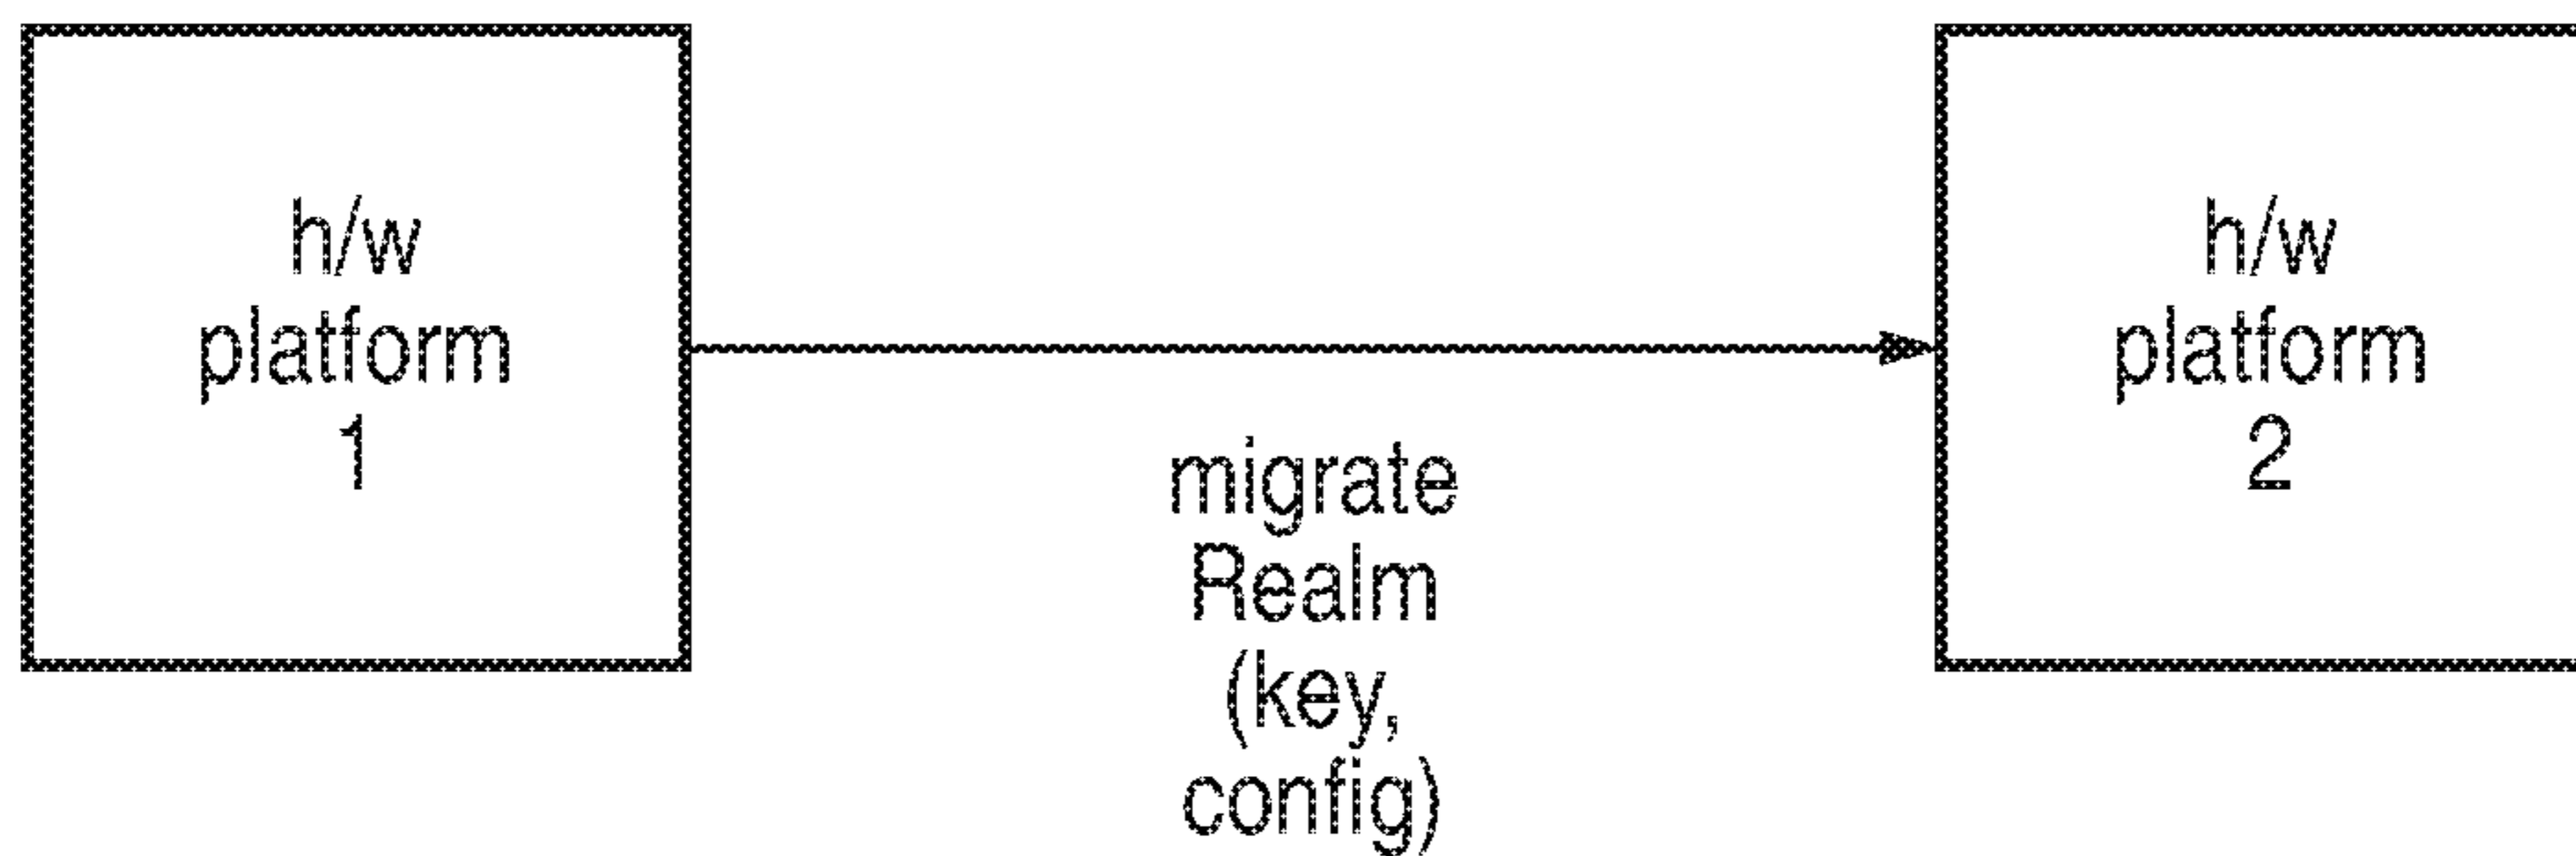 h/w
platform
1
migrate
Realm
(key,
config)
h/w
platform
2